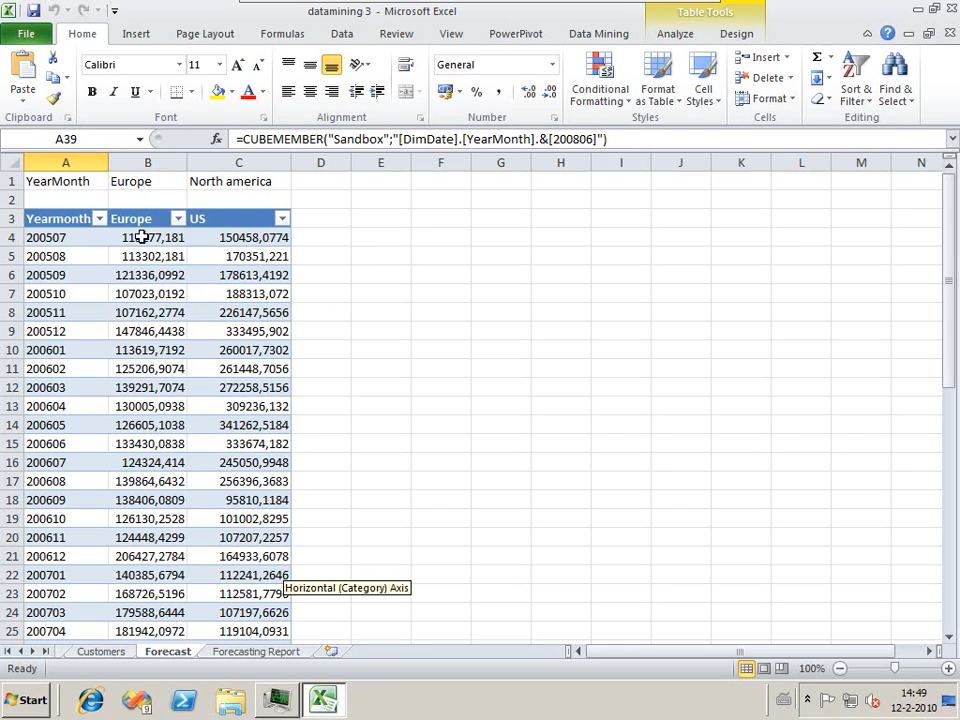 datamining 3 - Microsoft Excel
Table Tools
File Home Insert Page Layout Formulas Data Review View PowerPivot Data Mining Analyze Design
Paste
Calibri 11
General
Conditional Formatting
Format as Table
Cell Styles
Insert
Delete
Format
Sort & Filter
Find & Select
Clipboard Font Alignment Number Styles Cells Editing
A39 fx =CUBEMEMBER("Sandbox";"[DimDate].[YearMonth].&[200806]")
A B C D E F G H I J K L M N
1 YearMonth Europe North america
2
3 Yearmonth Europe US
4 200507 150458,0774
5 200508 113302,181 170351,221
6 200509 121336,0992 178613,4192
7 200510 107023,0192 188313,072
8 200511 107162,2774 226147,5656
9 200512 147846,4438 333495,902
10 200601 113619,7192 260017,7302
11 200602 125206,9074 261448,7056
12 200603 139291,7074 272258,5156
13 200604 130005,0938 309236,132
14 200605 126605,1038 341262,5184
15 200606 133430,0838 333674,182
16 200607 124324,414 245050,9948
17 200608 139864,6432 256396,3683
18 200609 138406,0809 95810,1184
19 200610 126130,2528 101002,8295
20 200611 124448,4299 107207,2257
21 200612 206427,2784 164933,6078
22 200701 140385,6794 112241,2646
Horizontal (Category) Axis
23 200702 168726,5196
24 200703 179588,6444 107197,6626
25 200704 181942,0972 119104,0931
Customers Forecast Forecasting Report
Ready 100%
Start
14:49
12-2-2010